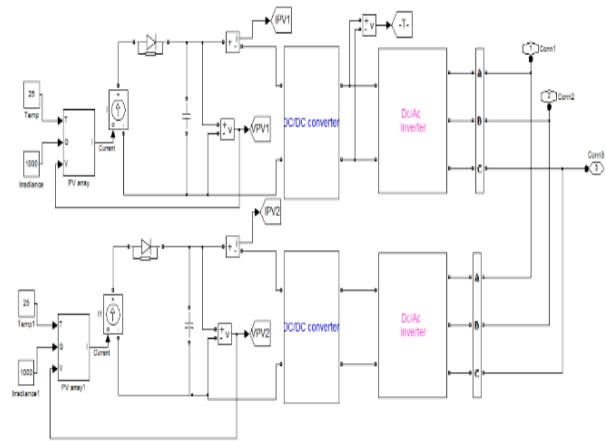 IPV1
-T-
+ i -
+ v -
Conn1
1
25
Temp
T
G
V
I
PV array
Current
I
1000
Irradiance
+ v -
VPV1
DC/DC converter
Dc/Ac
Inverter
A
B
C
2
Conn2
Conn3
3
IPV2
+ i -
25
Temp1
T
G
V
I
PV array1
Current
I1
1000
Irradiance1
+ v -
VPV2
DC/DC converter
Dc/Ac
Inverter
A
B
C